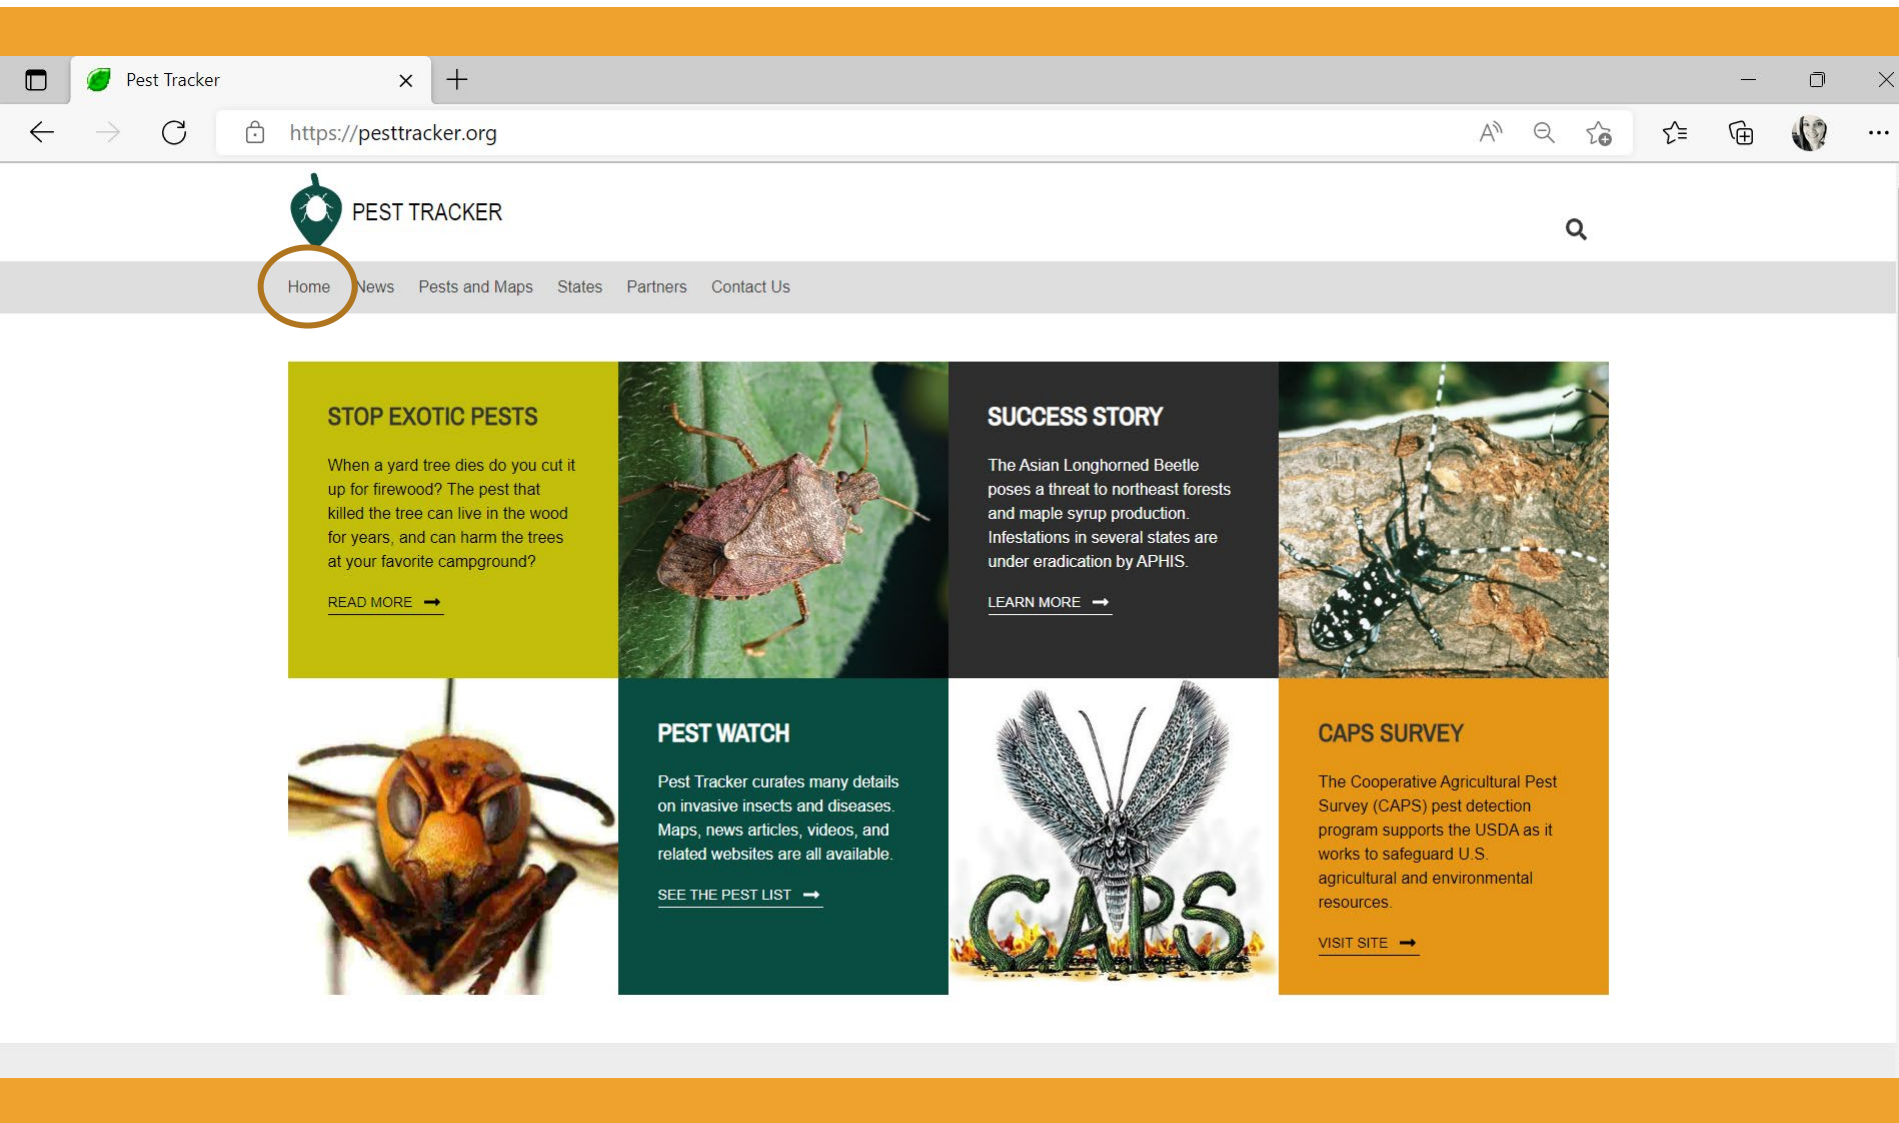 Pest Tracker
https://pesttracker.org
PEST TRACKER
Home News Pests and Maps States Partners Contact Us
STOP EXOTIC PESTS
When a yard tree dies do you cut it
up for firewood? The pest that
killed the tree can live in the wood
for years, and can harm the trees
at your favorite campground?
READ MORE
SUCCESS STORY
The Asian Longhorned Beetle
poses a threat to northeast forests
and maple syrup production.
Infestations in several states are
under eradication by APHIS.
LEARN MORE
PEST WATCH
Pest Tracker curates many details
on invasive insects and diseases.
Maps, news articles, videos, and
related websites are all available.
SEE THE PEST LIST
CAPS
CAPS SURVEY
The Cooperative Agricultural Pest
Survey (CAPS) pest detection
program supports the USDA as it
works to safeguard U.S.
agricultural and environmental
resources.
VISIT SITE